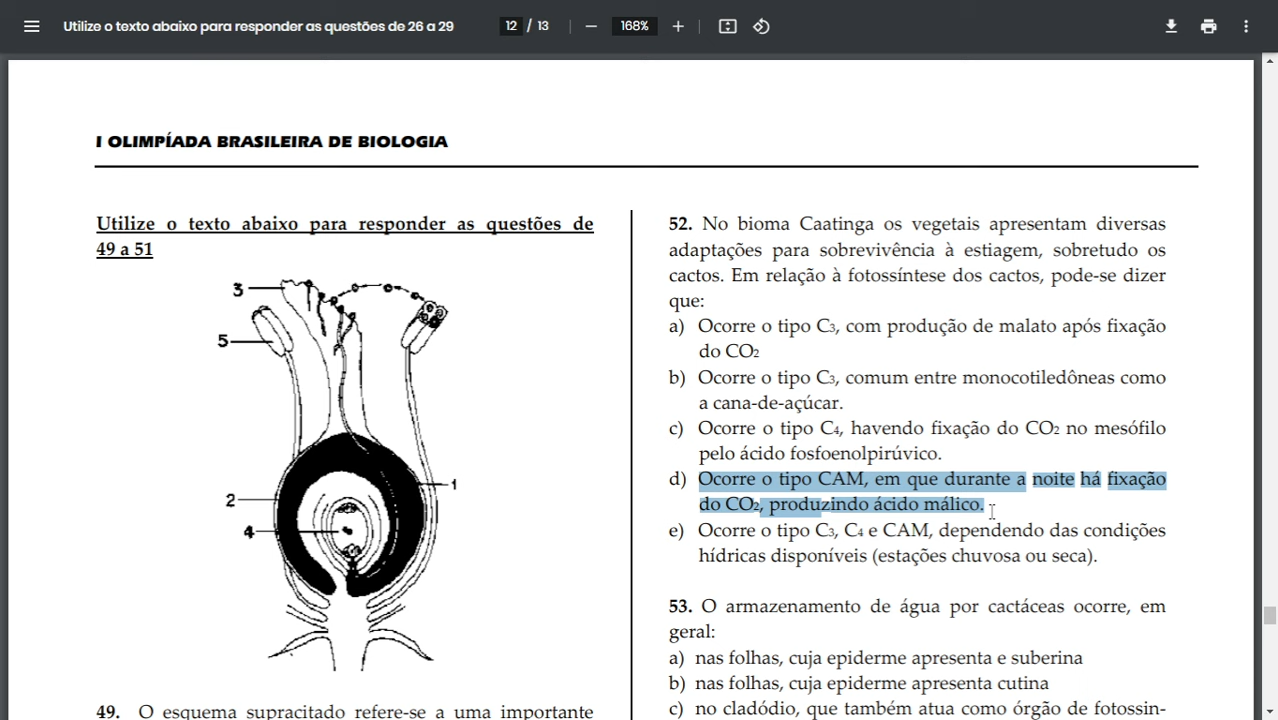 Utilize o texto abaixo para responder as questões de 26 a 29
12 / 13
168%
I OLIMPÍADA BRASILEIRA DE BIOLOGIA
Utilize o texto abaixo para responder as questões de
49 a 51
3
5
2
1
4
49. O esquema supracitado refere-se a uma importante
52. No bioma Caatinga os vegetais apresentam diversas
adaptações para sobrevivência à estiagem, sobretudo os
cactos. Em relação à fotossíntese dos cactos, pode-se dizer
que:
a) Ocorre o tipo C3, com produção de malato após fixação
do CO2
b) Ocorre o tipo C3, comum entre monocotiledôneas como
a cana-de-açúcar.
c) Ocorre o tipo C4, havendo fixação do CO2 no mesófilo
pelo ácido fosfoenolpirúvico.
d) Ocorre o tipo CAM, em que durante a noite há fixação
do CO2, produzindo ácido málico.
e) Ocorre o tipo C3, C4 e CAM, dependendo das condições
hídricas disponíveis (estações chuvosa ou seca).
53. O armazenamento de água por cactáceas ocorre, em
geral:
a) nas folhas, cuja epiderme apresenta e suberina
b) nas folhas, cuja epiderme apresenta cutina
c) no cladódio, que também atua como órgão de fotossin-